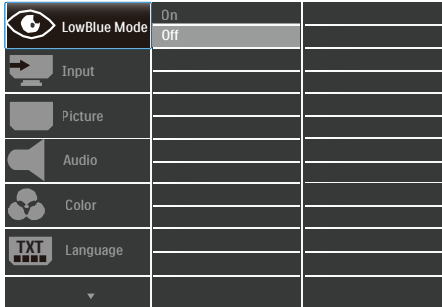 LowBlue Mode
On
Off
Input
Picture
Audio
Color
TXT
Language